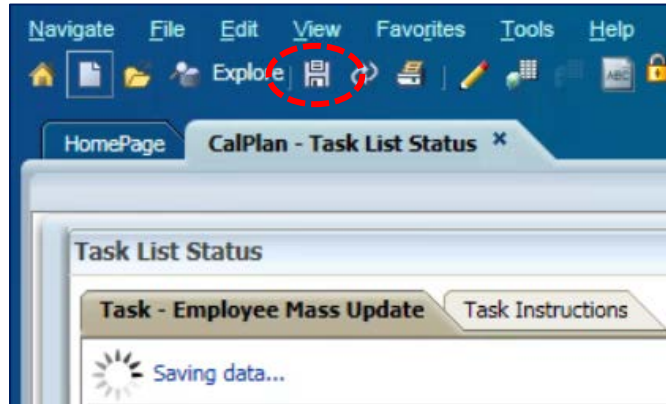 Navigate File Edit View Favorites Tools Help
Explore ABC
HomePage CalPlan - Task List Status ×
Task List Status
Task - Employee Mass Update Task Instructions
Saving data...